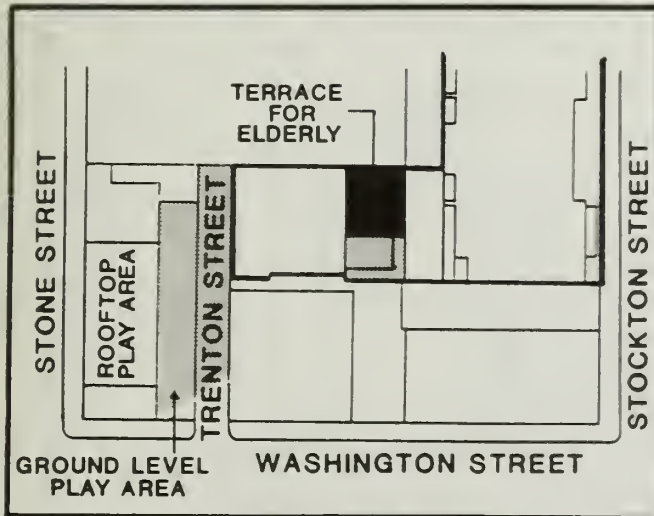 TERRACE
FOR
ELDERLY
STONE STREET
ROOFTOP
PLAY AREA
TRENTON STREET
STOCKTON STREET
GROUND LEVEL
PLAY AREA
WASHINGTON STREET